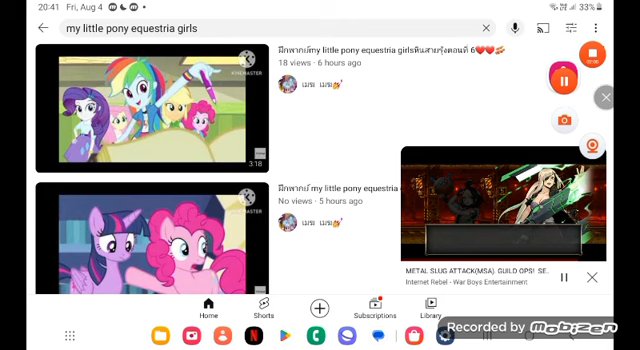 20:41 Fri, Aug 4
33%
my little pony equestria girls
ฝึกพากย์my little pony equestria girlsหินสายรุ้งตอนที่ 6
18 views · 6 hours ago
เมฆ เมฆ
3:18
ฝึกพากย์ my little pony equestria
No views · 5 hours ago
เมฆ เมฆ
METAL SLUG ATTACK(MSA). GUILD OPS! SE..
Internet Rebel - War Boys Entertainment
Home
Shorts
Subscriptions
Library
Recorded by Mobizen